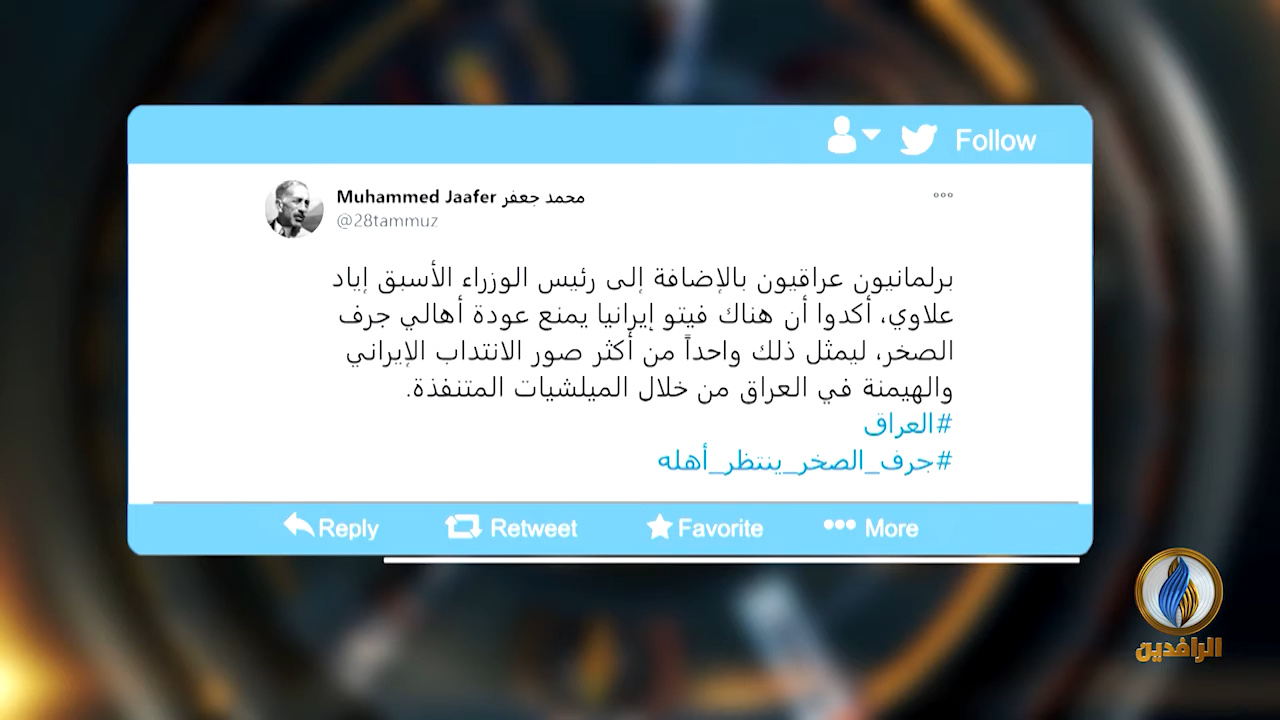 Follow
Muhammed Jaafer محمد جعفر
@28tammuz
برلمانيون عراقيون بالإضافة إلى رئيس الوزراء الأسبق إياد
علاوي، أكدوا أن هناك فيتو إيرانيا يمنع عودة أهالي جرف
الصخر، ليمثل ذلك واحداً من أكثر صور الانتداب الإيراني
والهيمنة في العراق من خلال الميلشيات المتنفذة.
#العراق
#جرف_الصخر_ينتظر_أهله
Reply Retweet Favorite More
الرافدين